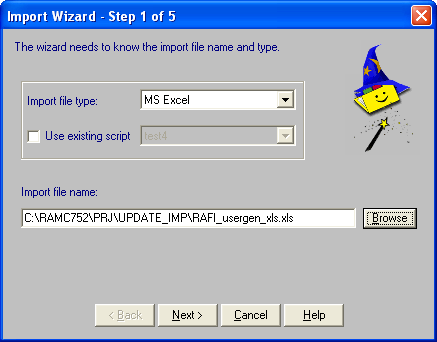 Import Wizard - Step 1 of 5
The wizard needs to know the import file name and type.
Import file type: MS Excel
Use existing script test4
Import file name:
C:\RAMC752\PRJ\UPDATE_IMP\RAFI_usergen_xls.xls Browse
< Back Next > Cancel Help